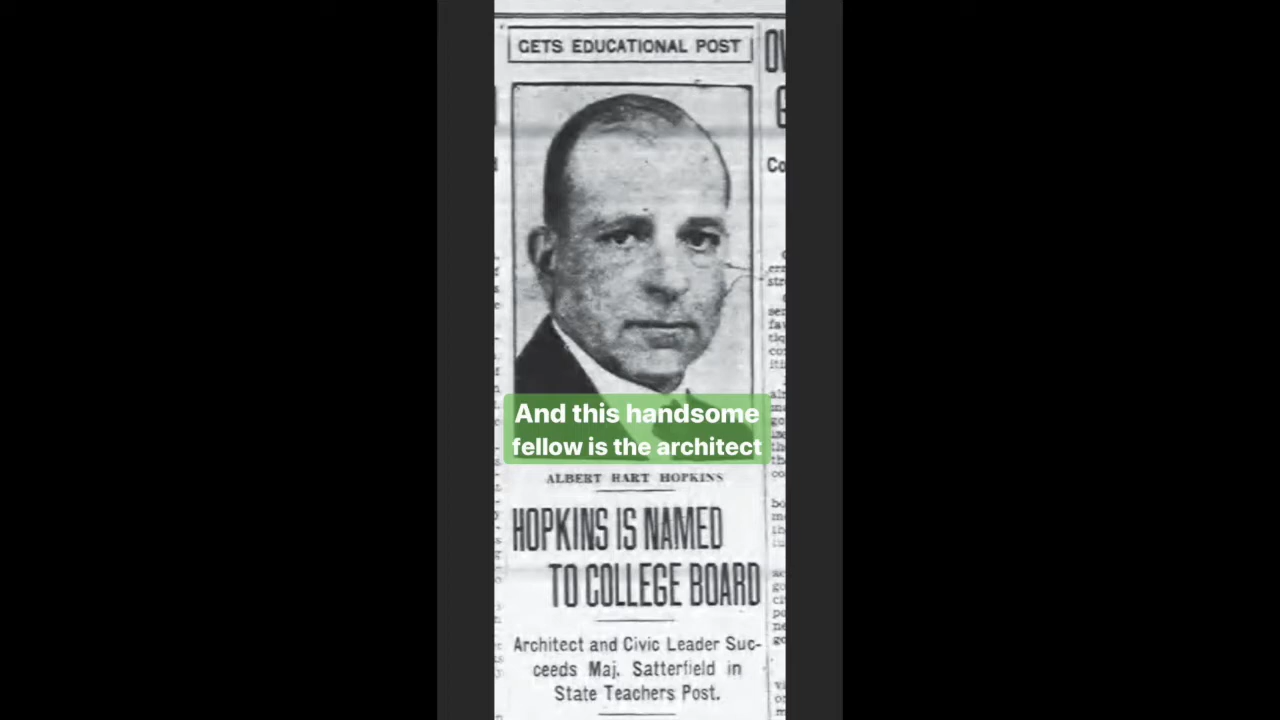 GETS EDUCATIONAL POST
And this handsome
fellow is the architect
ALBERT HART HOPKINS
HOPKINS IS NAMED
TO COLLEGE BOARD
Architect and Civic Leader Suc-
ceeds Maj. Satterfield in
State Teachers Post.